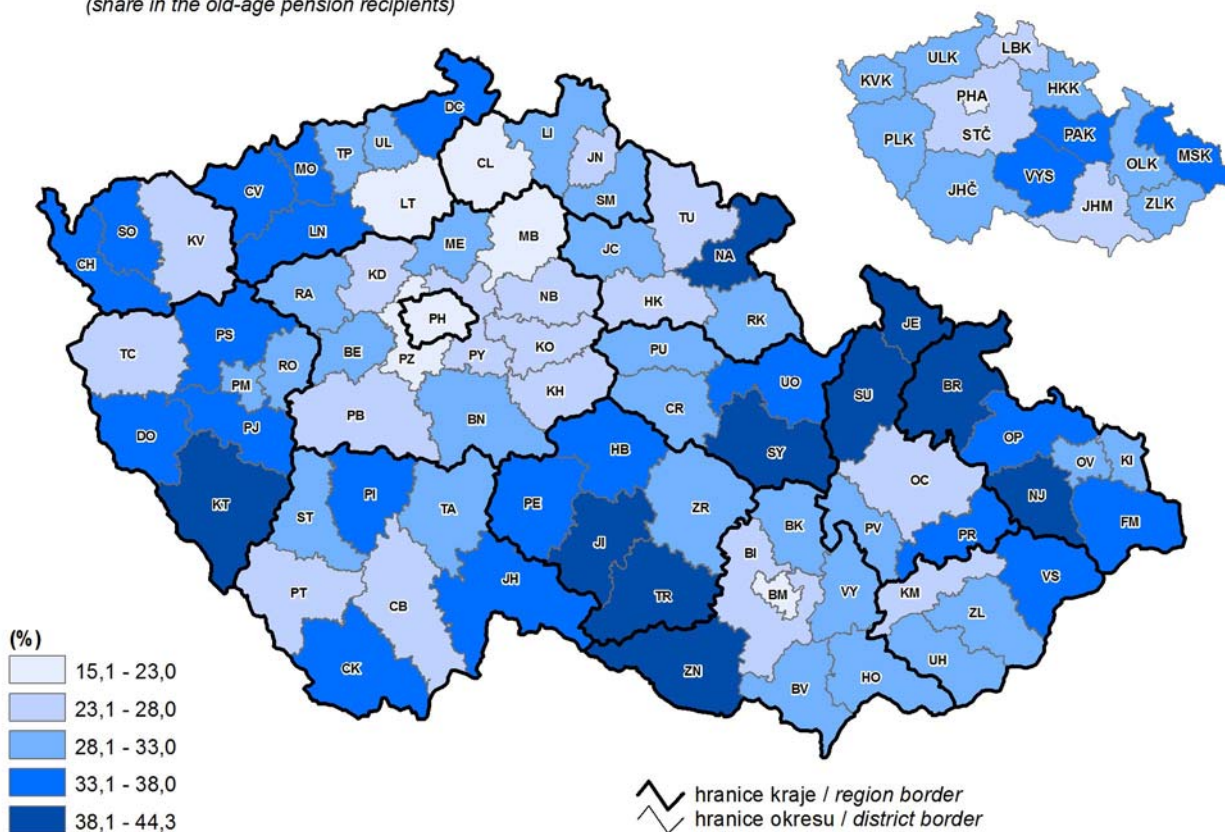 (share in the old-age pension recipients)
ULK
LBK
KVK
PHA
HKK
STČ
PLK
PAK
OLK
MSK
VYS
JHČ
JHM
ZLK
DC
LI
JN
CL
UL
TP
MO
CV
SM
LT
TU
SO
KV
LN
MB
ME
JC
NA
CH
KD
RA
NB
HK
PH
RK
PS
JE
KO
PU
TC
BE
PZ
PY
RO
UO
PM
BR
SU
KH
CR
PB
BN
PJ
DO
OP
HB
SY
OV
KI
OC
NJ
KT
PI
PE
TA
ST
ZR
BK
PV
PR
FM
JI
BI
VS
JH
PT
TR
BM
VY
KM
CB
ZL
UH
CK
ZN
HO
BV
(%)
15,1 - 23,0
23,1 - 28,0
28,1 - 33,0
33,1 - 38,0
38,1 - 44,3
hranice kraje / region border
hranice okresu / district border